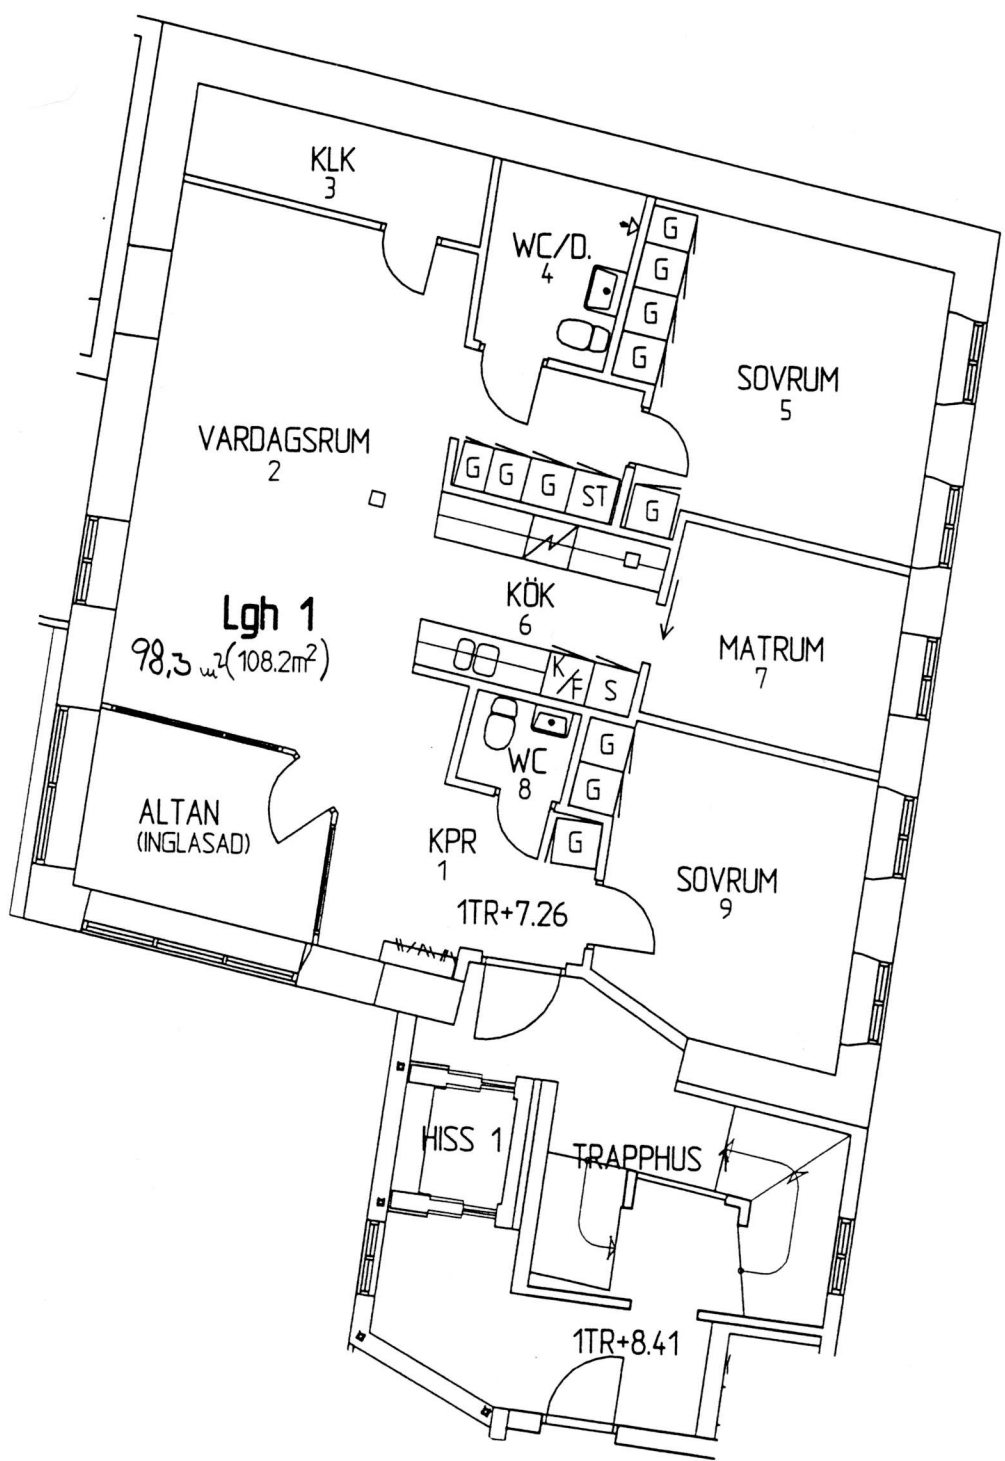 KLK
3
WC/D.
4
G
G
G
G
SOVRUM
5
VARDAGSRUM
2
G
G
G
ST
G
KÖK
6
Lgh 1
98,3 m²(108.2m²)
MATRUM
7
K/F
S
WC
8
G
G
G
ALTAN
(INGLASAD)
KPR
1
SOVRUM
9
1TR+7.26
HISS 1
TRAPPHUS 1
1TR+8.41